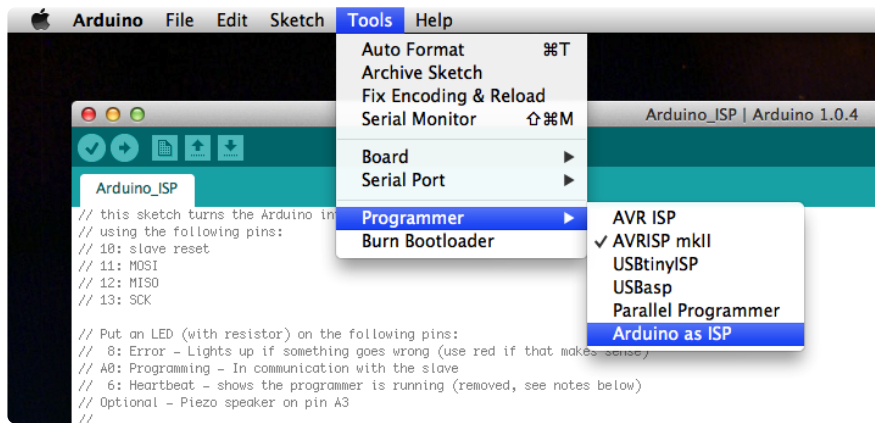 Arduino File Edit Sketch Tools Help
Auto Format ⌘T
Archive Sketch
Fix Encoding & Reload
Serial Monitor ⇧⌘M
Board
Serial Port
Programmer
Burn Bootloader
AVR ISP
✓ AVRISP mkII
USBtinyISP
USBasp
Parallel Programmer
Arduino as ISP
Arduino_ISP | Arduino 1.0.4
Arduino_ISP
// this sketch turns the Arduino
// using the following pins:
// 10: slave reset
// 11: MOSI
// 12: MISO
// 13: SCK
// Put an LED (with resistor) on the following pins:
// 8: Error - Lights up if something goes wrong (use red if that makes sense)
// A0: Programming - In communication with the slave
// 6: Heartbeat - shows the programmer is running (removed, see notes below)
// Optional - Piezo speaker on pin A3
//